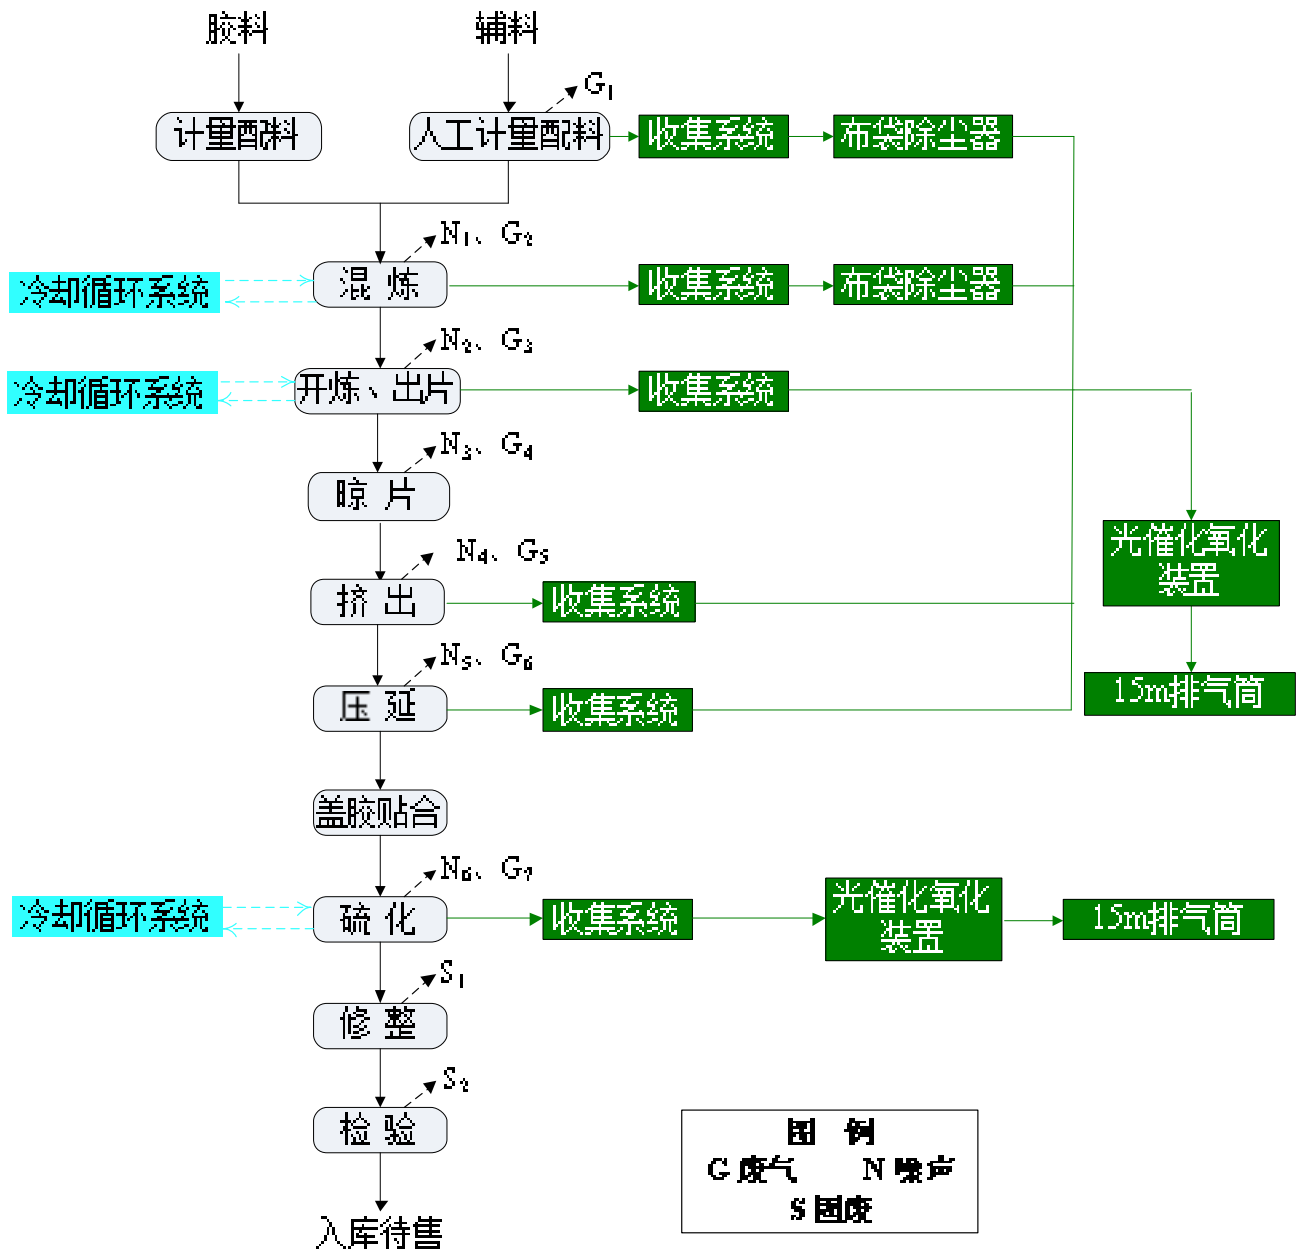 胶料
辅料
G₁
计量配料
人工计量配料
收集系统
布袋除尘器
N₁、G₂
冷却循环系统
混 炼
收集系统
布袋除尘器
N₂、G₃
冷却循环系统
开炼、出片
收集系统
N₃、G₄
晾 片
光催化氧化
装置
N₄、G₅
挤 出
收集系统
N₅、G₆
15m排气筒
压 延
收集系统
盖胶贴合
N₆、G₇
冷却循环系统
硫 化
收集系统
光催化氧化
装置
15m排气筒
S₁
修 整
S₂
检 验
图 例
G 废气 N 噪声
S 固废
入库待售